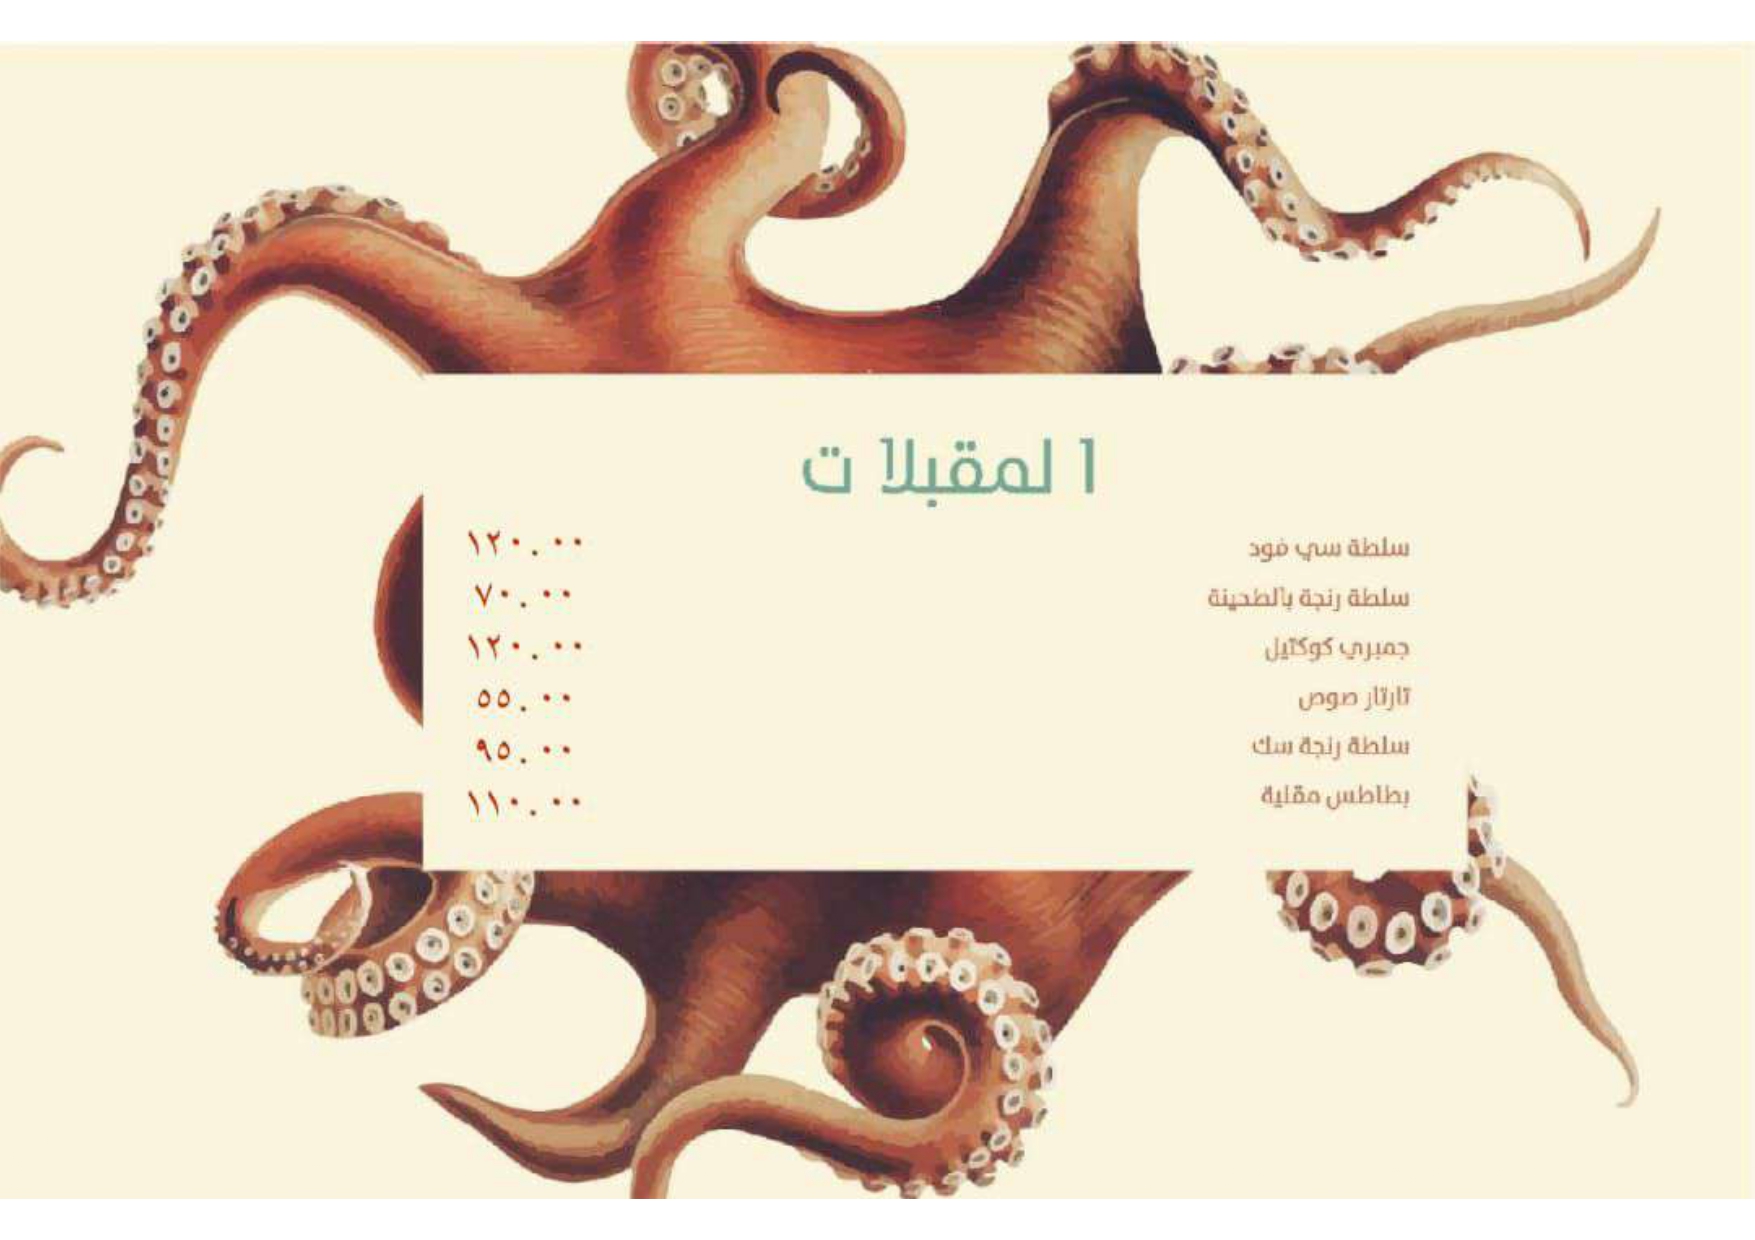 المقبلات
سلطة سي فود ١٢٠.٠٠
سلطة رنجة بالطحينة ٧٠.٠٠
جمبري كوكتيل ١٢٠.٠٠
تارتار صوص ٥٥.٠٠
سلطة رنجة سك ٩٥.٠٠
بطاطس مقلية ١١٠.٠٠